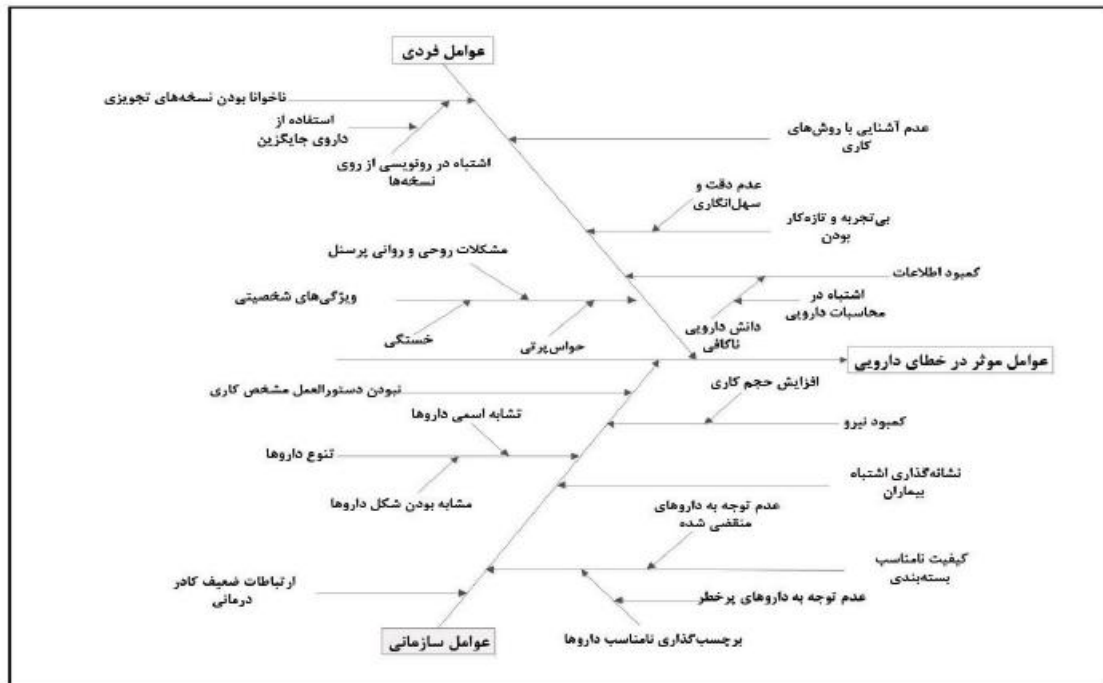 عوامل فردی
ناخوانا بودن نسخه‌های تجویزی
استفاده از
داروی جایگزین
اشتباه در رونویسی از روی
نسخه‌ها
عدم آشنایی با روش‌های
کاری
عدم دقت و
سهل‌انگاری
بی‌تجربه و تازه‌کار
بودن
مشکلات روحی و روانی پرسنل
ویژگی‌های شخصیتی
خستگی
حواس‌پرتی
کمبود اطلاعات
اشتباه در
محاسبات دارویی
دانش دارویی
ناکافی
عوامل موثر در خطای دارویی
افزایش حجم کاری
کمبود نیرو
نبودن دستورالعمل مشخص کاری
تشابه اسمی داروها
تنوع داروها
مشابه بودن شکل داروها
نشانه‌گذاری اشتباه
بیماران
عدم توجه به داروهای
منقضی شده
کیفیت نامناسب
بسته‌بندی
عدم توجه به داروهای پرخطر
برچسب‌گذاری نامناسب داروها
ارتباطات ضعیف کادر
درمانی
عوامل سازمانی